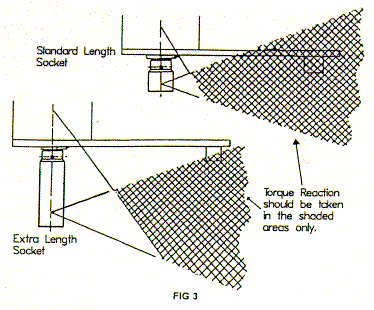 Standard Length
Socket
Torque Reaction
should be taken
in the shaded
areas only.
Extra Length
Socket
FIG 3